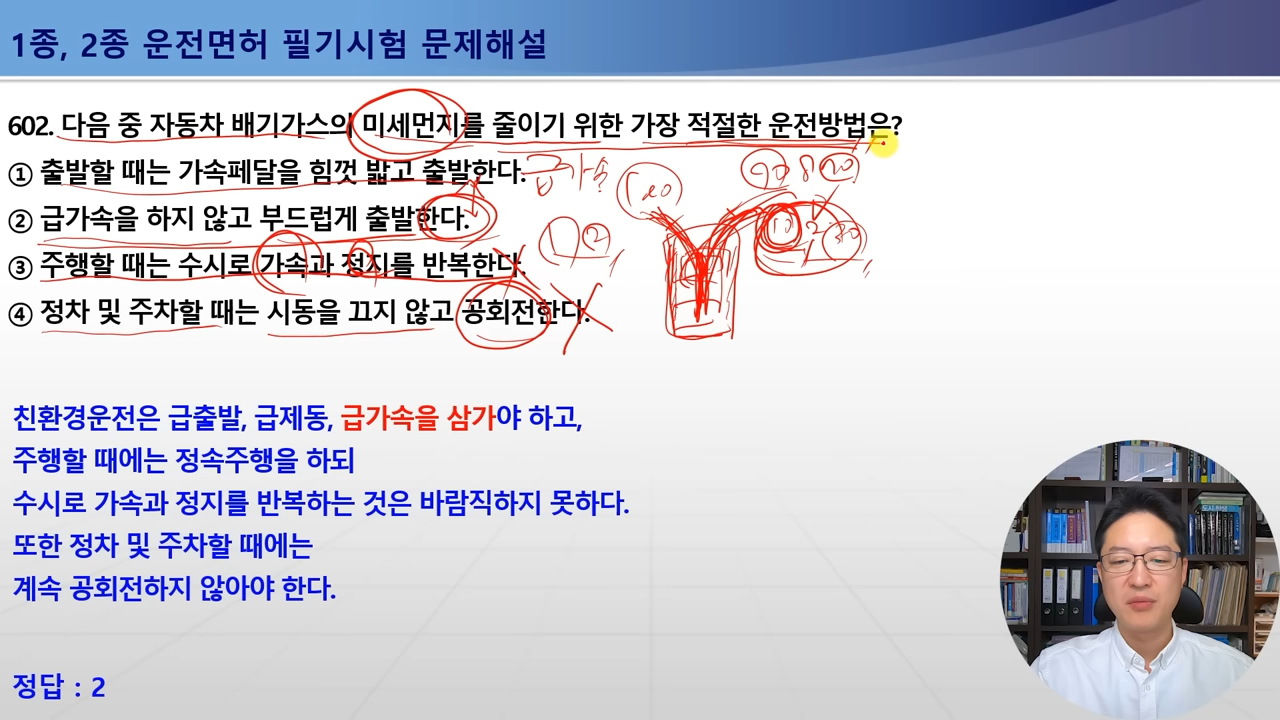 1종, 2종 운전면허 필기시험 문제해설
602. 다음 중 자동차 배기가스의 미세먼지를 줄이기 위한 가장 적절한 운전방법은?
① 출발할 때는 가속페달을 힘껏 밟고 출발한다.
급가속
② 급가속을 하지 않고 부드럽게 출발한다.
③ 주행할 때는 수시로 가속과 정지를 반복한다.
④ 정차 및 주차할 때는 시동을 끄지 않고 공회전한다.
친환경운전은 급출발, 급제동, 급가속을 삼가야 하고,
주행할 때에는 정속주행을 하되
수시로 가속과 정지를 반복하는 것은 바람직하지 못하다.
또한 정차 및 주차할 때에는
계속 공회전하지 않아야 한다.
정답 : 2